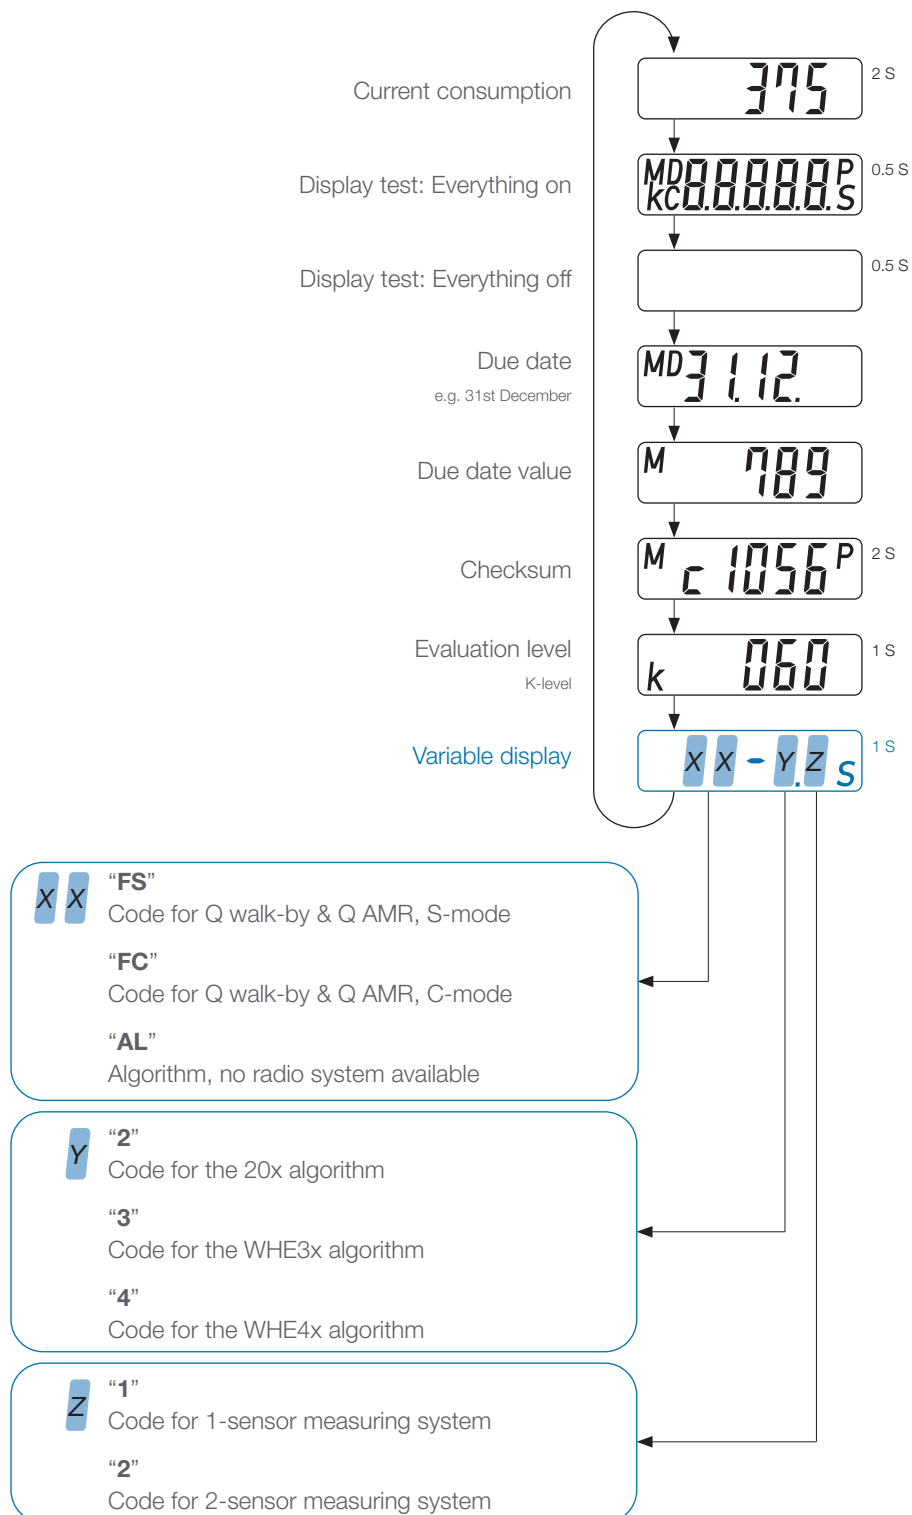 Current consumption 375 2 S
Display test: Everything on MD kC 8.8.8.8.8. P S 0.5 S
Display test: Everything off 0.5 S
Due date MD 31.12.
e.g. 31st December
Due date value M 789
Checksum M c 1056 P 2 S
Evaluation level k 060 1 S
K-level
Variable display X X - Y. Z S 1 S
X X "FS"
Code for Q walk-by & Q AMR, S-mode
"FC"
Code for Q walk-by & Q AMR, C-mode
"AL"
Algorithm, no radio system available
Y "2"
Code for the 20x algorithm
"3"
Code for the WHE3x algorithm
"4"
Code for the WHE4x algorithm
Z "1"
Code for 1-sensor measuring system
"2"
Code for 2-sensor measuring system